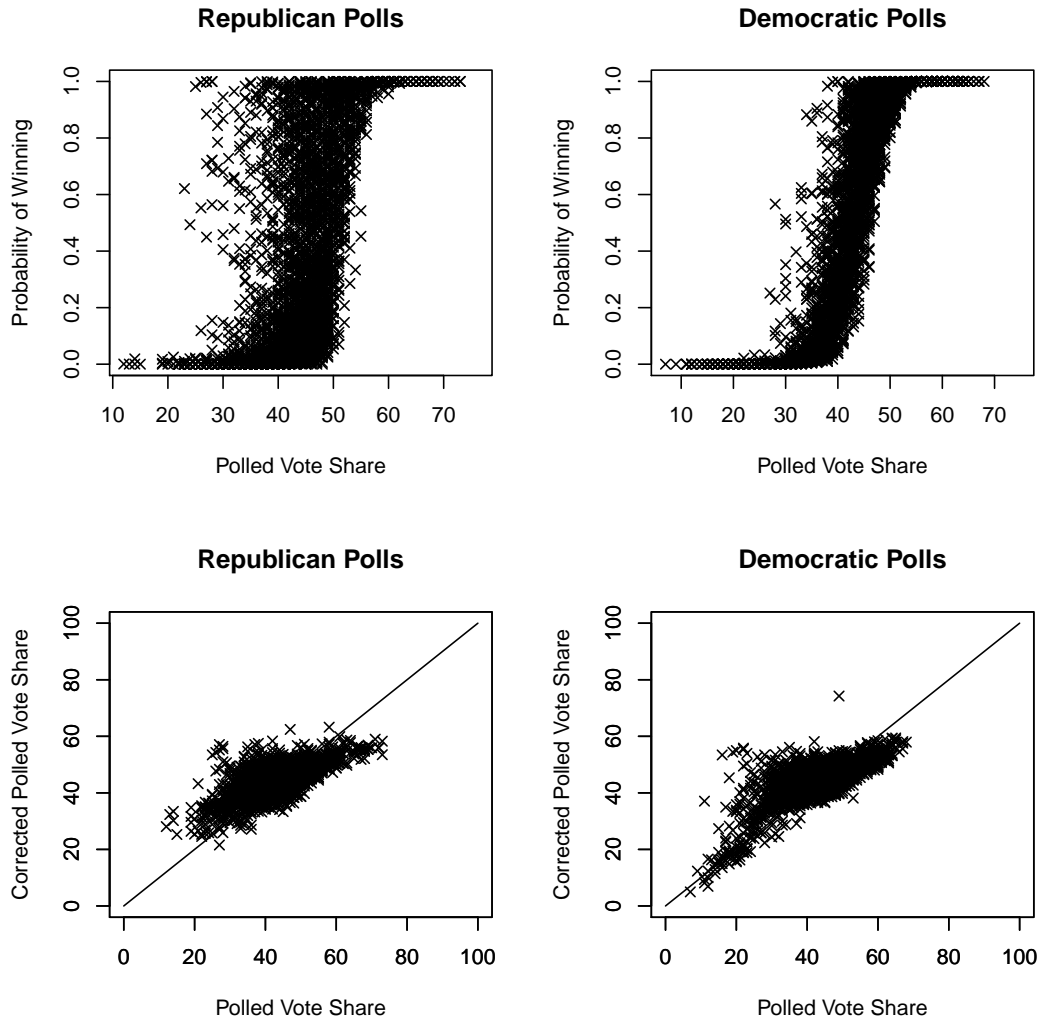 Republican Polls
Democratic Polls
Probability of Winning
0.0 0.2 0.4 0.6 0.8 1.0
10 20 30 40 50 60 70
Polled Vote Share
Probability of Winning
0.0 0.2 0.4 0.6 0.8 1.0
10 20 30 40 50 60 70
Polled Vote Share
Republican Polls
Democratic Polls
Corrected Polled Vote Share
0 20 40 60 80 100
0 20 40 60 80 100
Polled Vote Share
Corrected Polled Vote Share
0 20 40 60 80 100
0 20 40 60 80 100
Polled Vote Share